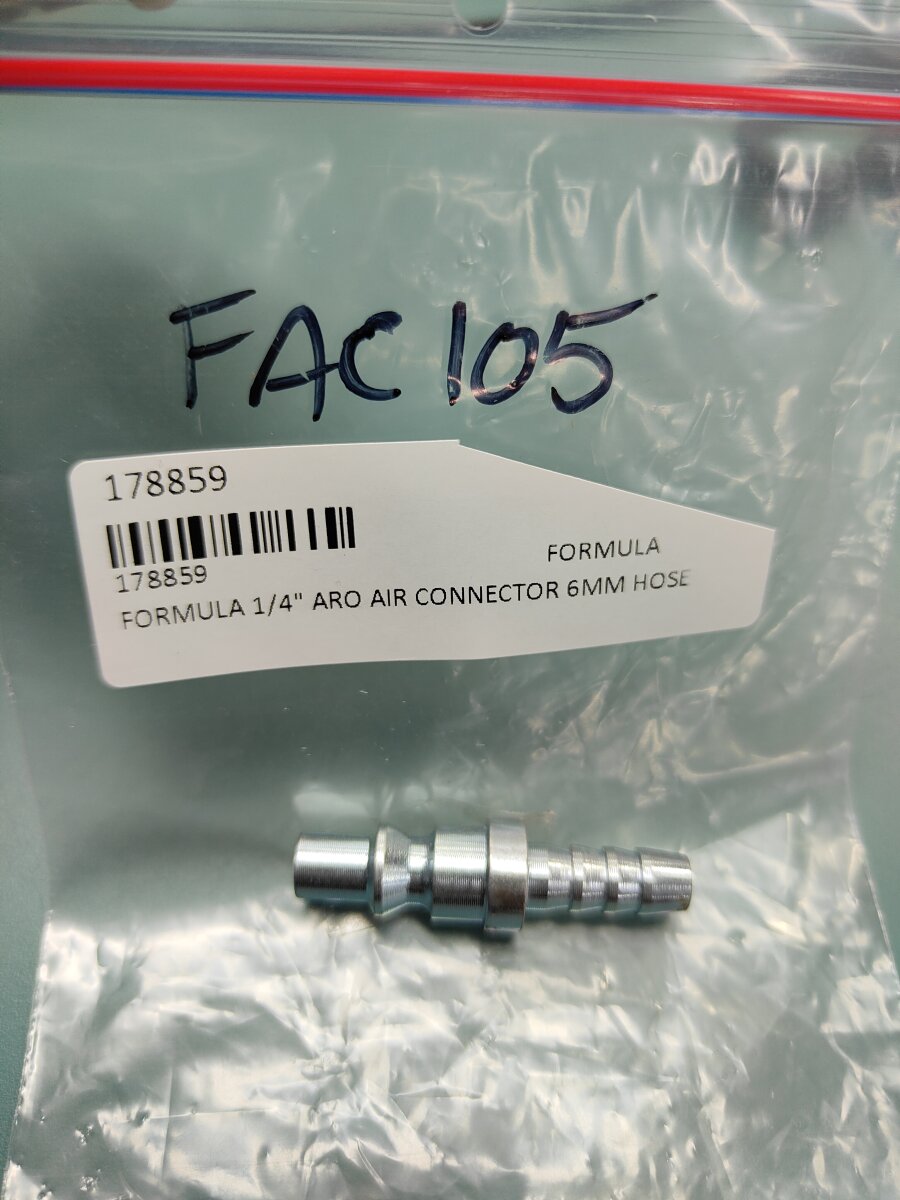 FAC105
178859
178859
FORMULA
FORMULA 1/4" ARO AIR CONNECTOR 6MM HOSE